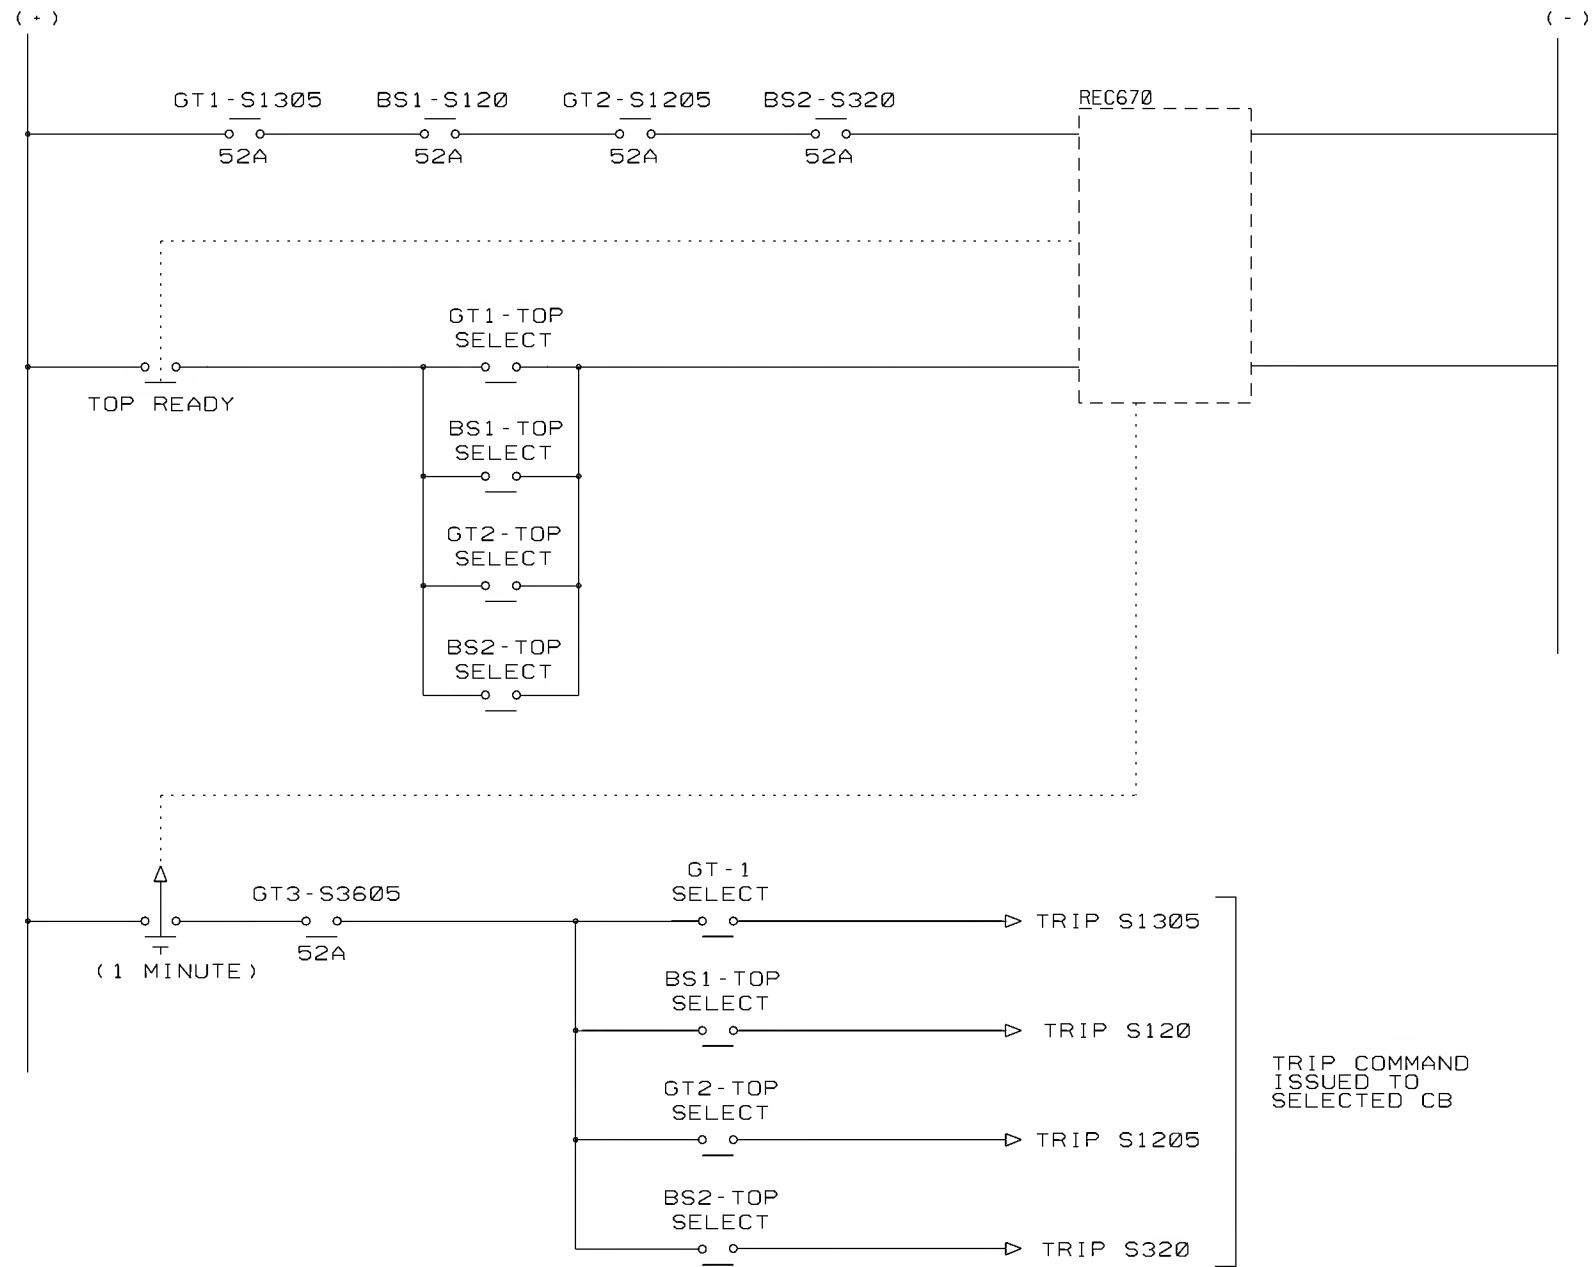 (+)
(-)
GT1-S1305
BS1-S120
GT2-S1205
BS2-S320
REC670
52A
52A
52A
52A
GT1-TOP
SELECT
TOP READY
BS1-TOP
SELECT
GT2-TOP
SELECT
BS2-TOP
SELECT
GT-1
SELECT
GT3-S3605
TRIP S1305
52A
T
(1 MINUTE)
BS1-TOP
SELECT
TRIP S120
TRIP COMMAND
ISSUED TO
SELECTED CB
GT2-TOP
SELECT
TRIP S1205
BS2-TOP
SELECT
TRIP S320